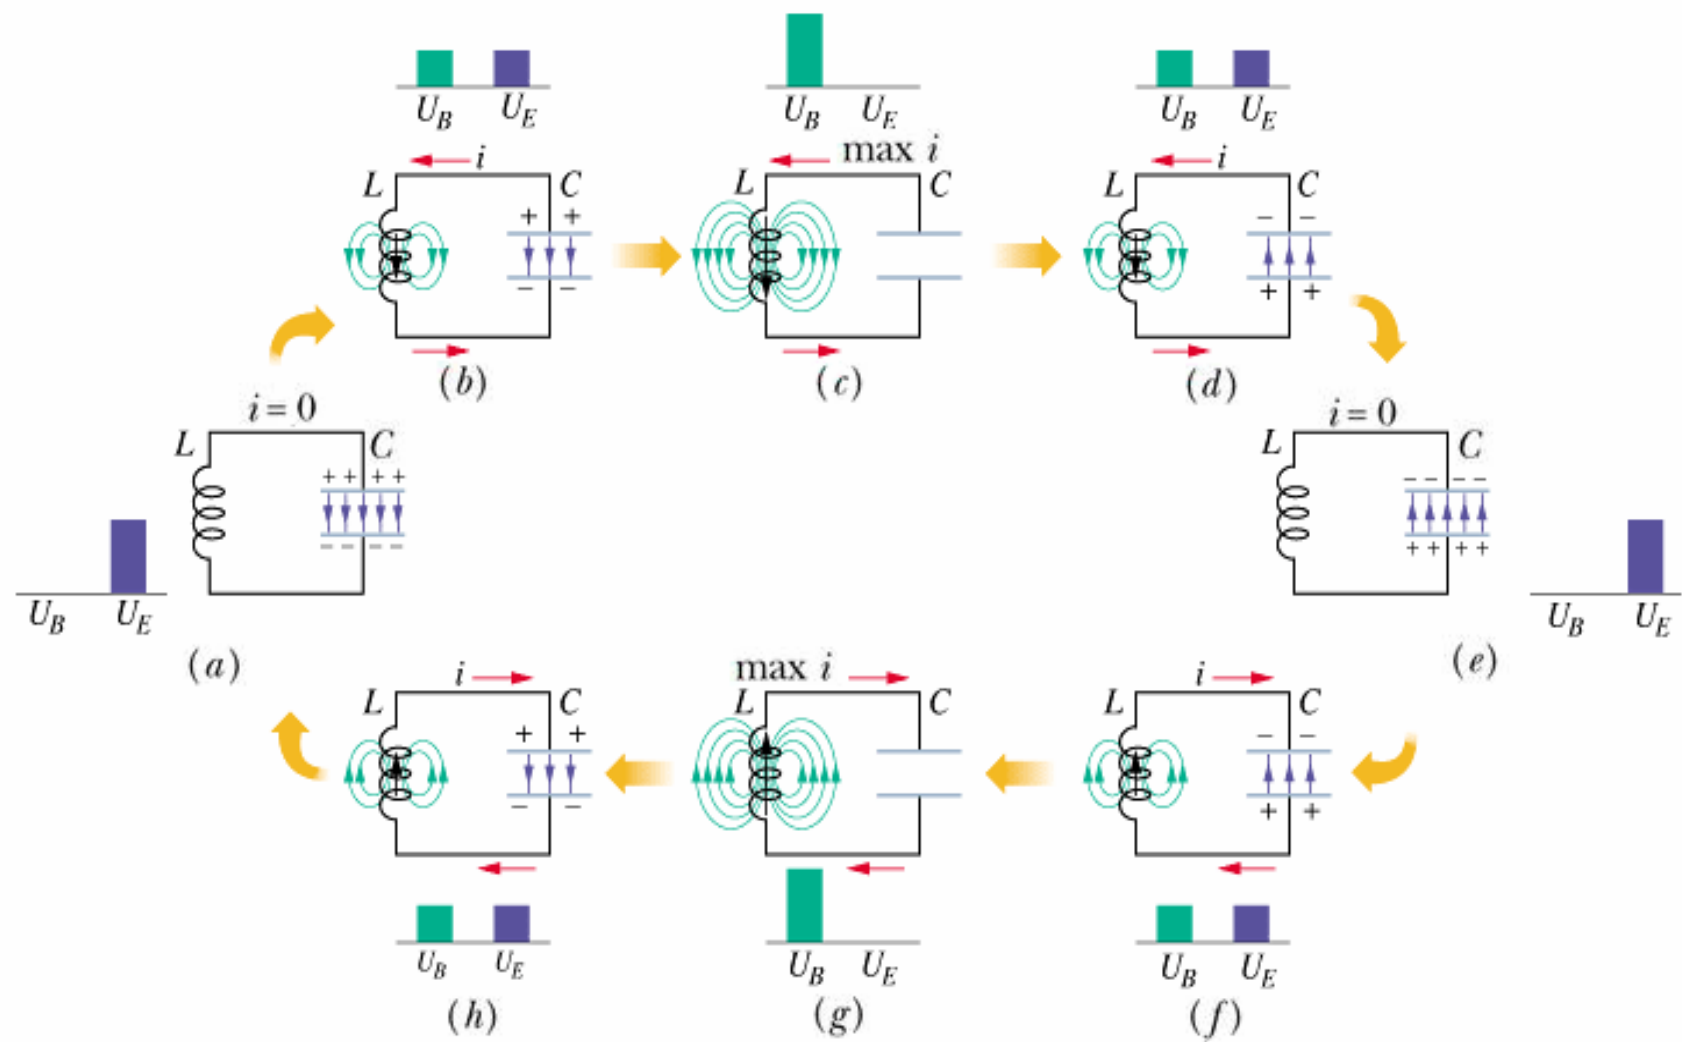 U_B U_E
U_B U_E
U_B U_E
i
max i
i
L C
L C
L C
+ +
− −
− −
+ +
(b)
(c)
(d)
i = 0
i = 0
L C
L C
+ + + +
− − − −
− − − −
+ + + +
U_B U_E
U_B U_E
(a)
(e)
i
max i
i
L C
L C
L C
+ +
− −
− −
+ +
U_B U_E
U_B U_E
U_B U_E
(h)
(g)
(f)